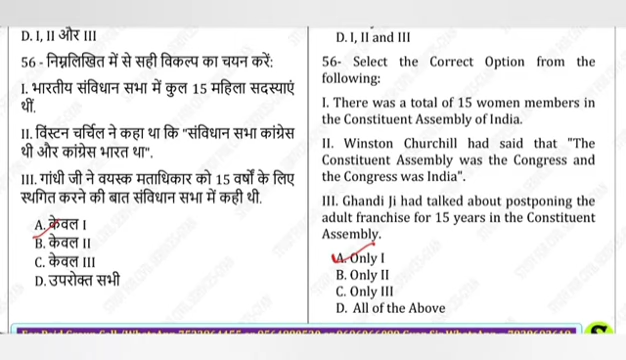 D. I, II और III
56 - निम्नलिखित में से सही विकल्प का चयन करें:
I. भारतीय संविधान सभा में कुल 15 महिला सदस्याएं
थीं.
II. विंस्टन चर्चिल ने कहा था कि "संविधान सभा कांग्रेस
थी और कांग्रेस भारत था".
III. गांधी जी ने वयस्क मताधिकार को 15 वर्षों के लिए
स्थगित करने की बात संविधान सभा में कही थी.
A. केवल I
B. केवल II
C. केवल III
D. उपरोक्त सभी
D. I, II and III
56- Select the Correct Option from the
following:
I. There was a total of 15 women members in
the Constituent Assembly of India.
II. Winston Churchill had said that "The
Constituent Assembly was the Congress and
the Congress was India".
III. Ghandi Ji had talked about postponing the
adult franchise for 15 years in the Constituent
Assembly.
A. Only I
B. Only II
C. Only III
D. All of the Above